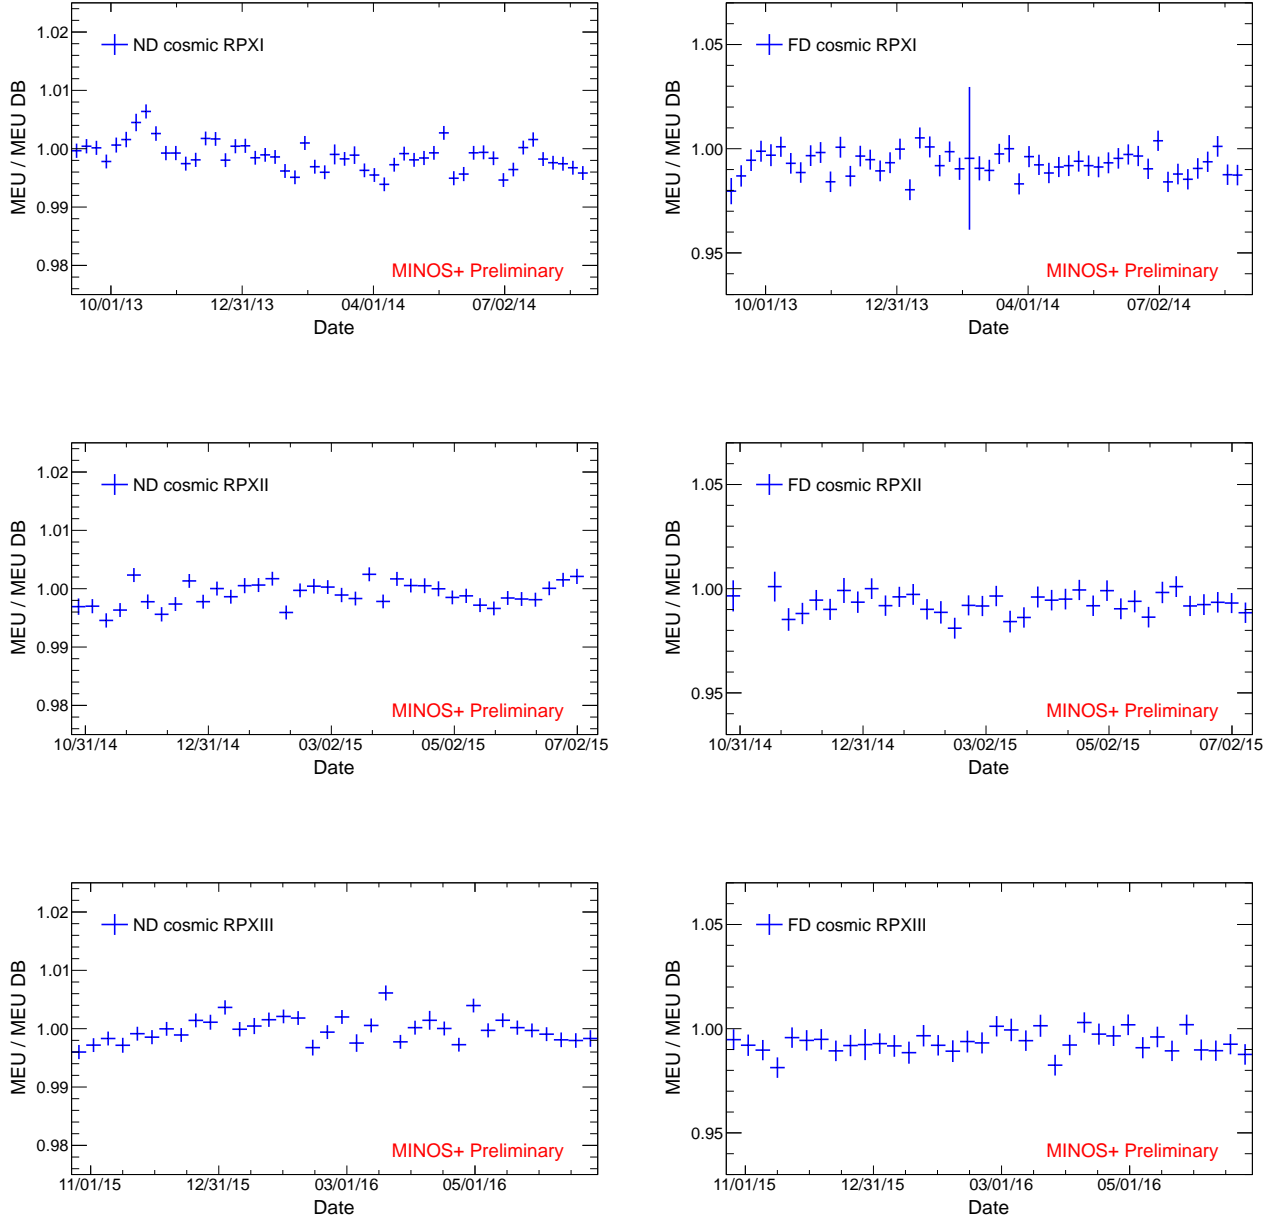 MEU / MEU DB
1.02
1.01
1.00
0.99
0.98
ND cosmic RPXI
MINOS+ Preliminary
10/01/13 12/31/13 04/01/14 07/02/14
Date
MEU / MEU DB
1.05
1.00
0.95
FD cosmic RPXI
MINOS+ Preliminary
10/01/13 12/31/13 04/01/14 07/02/14
Date
MEU / MEU DB
1.02
1.01
1.00
0.99
0.98
ND cosmic RPXII
MINOS+ Preliminary
10/31/14 12/31/14 03/02/15 05/02/15 07/02/15
Date
MEU / MEU DB
1.05
1.00
0.95
FD cosmic RPXII
MINOS+ Preliminary
10/31/14 12/31/14 03/02/15 05/02/15 07/02/15
Date
MEU / MEU DB
1.02
1.01
1.00
0.99
0.98
ND cosmic RPXIII
MINOS+ Preliminary
11/01/15 12/31/15 03/01/16 05/01/16
Date
MEU / MEU DB
1.05
1.00
0.95
FD cosmic RPXIII
MINOS+ Preliminary
11/01/15 12/31/15 03/01/16 05/01/16
Date